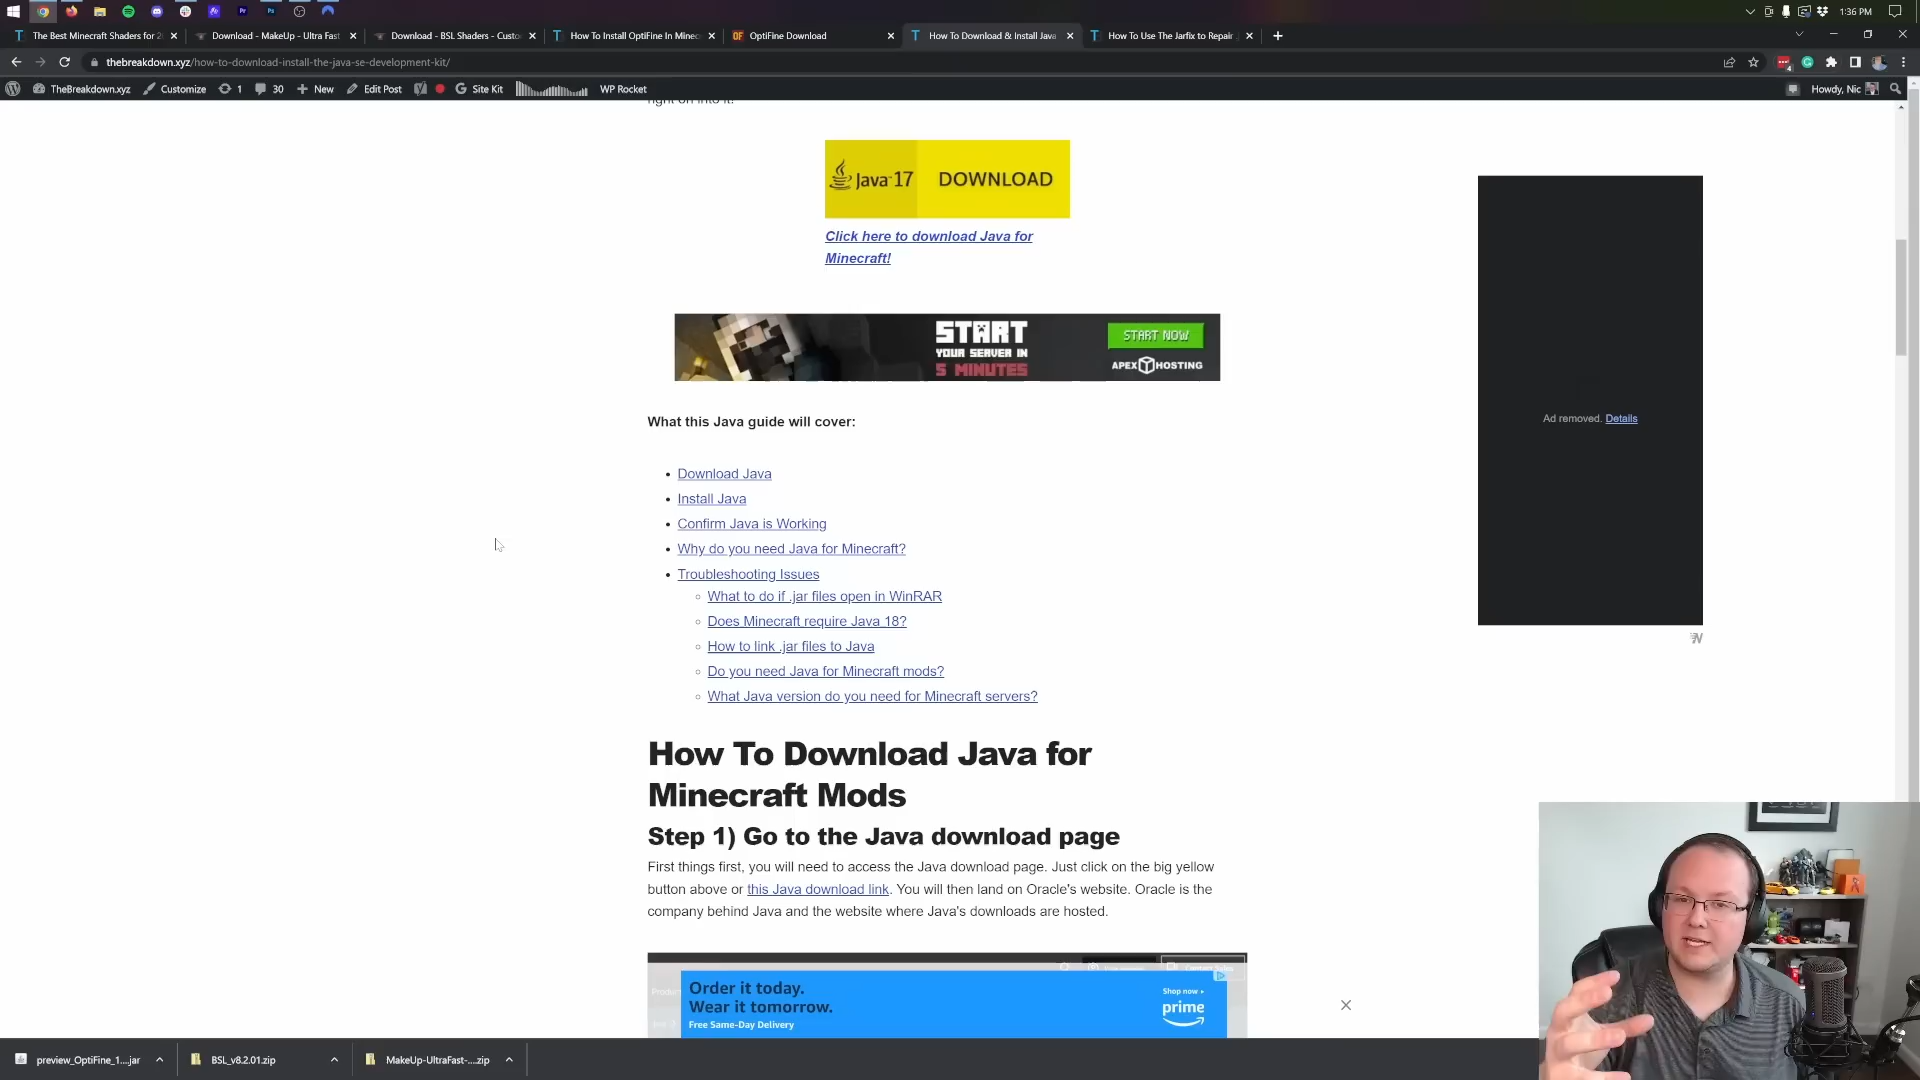 1:36 PM
The Best Minecraft Shaders for 2
Download - MakeUp - Ultra Fast
Download - BSL Shaders - Custo
How To Install OptiFine In Minec
OF OptiFine Download
How To Download & Install Java
How To Use The Jarfix to Repair
thebreakdown.xyz/how-to-download-install-the-java-se-development-kit/
TheBreakdown.xyz Customize 1 30 New Edit Post Site Kit WP Rocket Howdy, Nic
right on into it!
Java 17 DOWNLOAD
Click here to download Java for
Minecraft!
START
YOUR SERVER IN
5 MINUTES
START NOW
APEX HOSTING
Ad removed. Details
What this Java guide will cover:
Download Java
Install Java
Confirm Java is Working
Why do you need Java for Minecraft?
Troubleshooting Issues
What to do if .jar files open in WinRAR
Does Minecraft require Java 18?
How to link .jar files to Java
Do you need Java for Minecraft mods?
What Java version do you need for Minecraft servers?
How To Download Java for
Minecraft Mods
Step 1) Go to the Java download page
First things first, you will need to access the Java download page. Just click on the big yellow
button above or this Java download link. You will then land on Oracle's website. Oracle is the
company behind Java and the website where Java's downloads are hosted.
Order it today.
Wear it tomorrow.
Free Same-Day Delivery
Shop now
prime
preview_OptiFine_1....jar
BSL_v8.2.01.zip
MakeUp-UltraFast-....zip